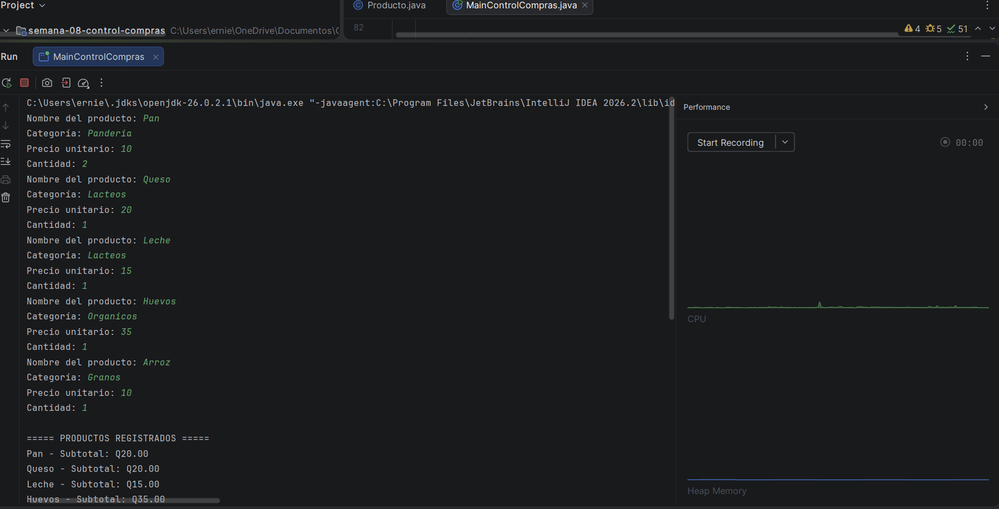 Project
Producto.java
MainControlCompras.java
semana-08-control-compras C:\Users\ernie\OneDrive\Documentos\
82
4 5 51
Run
MainControlCompras
C:\Users\ernie\.jdks\openjdk-26.0.2.1\bin\java.exe "-javaagent:C:\Program Files\JetBrains\IntelliJ IDEA 2026.2\lib\id
Nombre del producto: Pan
Categoría: Panderia
Precio unitario: 10
Cantidad: 2
Nombre del producto: Queso
Categoría: Lacteos
Precio unitario: 20
Cantidad: 1
Nombre del producto: Leche
Categoría: Lacteos
Precio unitario: 15
Cantidad: 1
Nombre del producto: Huevos
Categoría: Organicos
Precio unitario: 35
Cantidad: 1
Nombre del producto: Arroz
Categoría: Granos
Precio unitario: 10
Cantidad: 1
===== PRODUCTOS REGISTRADOS =====
Pan - Subtotal: Q20.00
Queso - Subtotal: Q20.00
Leche - Subtotal: Q15.00
Huevos - Subtotal: Q35.00
Performance
Start Recording
00:00
CPU
Heap Memory